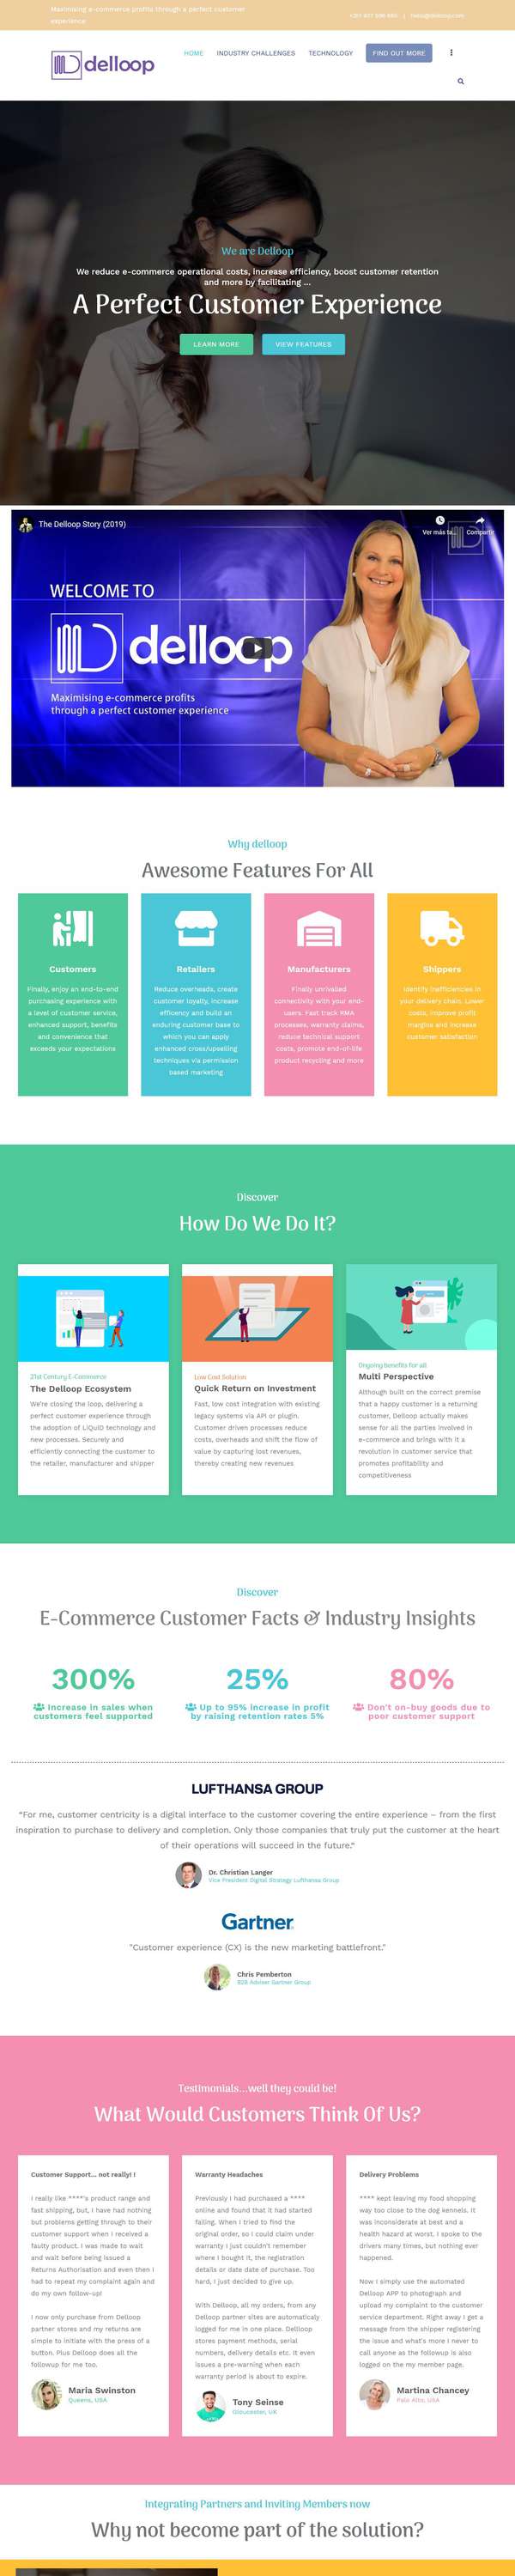 Maximising e-commerce profits through a perfect customer
experience
delloop
HOME
INDUSTRY CHALLENGES
TECHNOLOGY
FIND OUT MORE
We are Delloop
We reduce e-commerce operational costs, increase efficiency, boost customer retention
and more by facilitating ...
A Perfect Customer Experience
LEARN MORE
VIEW FEATURES
The Delloop Story (2019)
Ver más ta...
Compartir
WELCOME TO
delloop
Maximising e-commerce profits
through a perfect customer experience
Why delloop
Awesome Features For All
Customers
Finally, enjoy an end-to-end
purchasing experience with
a level of customer service,
enhanced support, benefits
and convenience that
exceeds your expectations
Retailers
Reduce overheads, create
customer loyalty, increase
efficiency and build an
enduring customer base to
which you can apply
enhanced cross/upselling
techniques via permission
based marketing
Manufacturers
Finally unrivalled
connectivity with your end-
users. Fast track RMA
processes, warranty claims,
reduce technical support
costs, promote end-of-life
product recycling and more
Shippers
Identify inefficiencies in
your delivery chain. Lower
costs, improve profit
margins and increase
customer satisfaction
Discover
How Do We Do It?
21st Century E-Commerce
The Delloop Ecosystem
We're closing the loop, delivering a
perfect customer experience through
the adoption of LiQuiD technology and
new processes. Securely and
efficiently connecting the customer to
the retailer, manufacturer and shipper
Low Cost Solution
Quick Return on Investment
Fast, low cost integration with existing
legacy systems via API or plugin.
Customer driven processes reduce
costs, overheads and shift the flow of
value by capturing lost revenues,
thereby creating new revenues
Ongoing benefits for all
Multi Perspective
Although built on the correct premise
that a happy customer is a returning
customer, Delloop actually makes
sense for all the parties involved in
e-commerce and brings with it a
revolution in customer service that
promotes profitability and
competitiveness
Discover
E-Commerce Customer Facts & Industry Insights
300%
Increase in sales when
customers feel supported
25%
Up to 95% increase in profit
by raising retention rates 5%
80%
Don't on-buy goods due to
poor customer support
LUFTHANSA GROUP
“For me, customer centricity is a digital interface to the customer covering the entire experience – from the first
inspiration to purchase to delivery and completion. Only those companies that truly put the customer at the heart
of their operations will succeed in the future.“
Dr. Christian Langer
Vice President Digital Strategy Lufthansa Group
Gartner
"Customer experience (CX) is the new marketing battlefront."
Chris Pemberton
B2B Adviser Gartner Group
Testimonials...well they could be!
What Would Customers Think Of Us?
Customer Support... not really! !
I really like ****'s product range and
fast shipping, but, I have had nothing
but problems getting through to their
customer support when I received a
faulty product. I was made to wait
and wait before being issued a
Returns Authorisation and even then I
had to repeat my complaint again and
do my own follow-up!
I now only purchase from Delloop
partner stores and my returns are
simple to initiate with the press of a
button. Plus Delloop does all the
followup for me too.
Maria Swinston
Queens, USA
Warranty Headaches
Previously I had purchased a ****
online and found that it had started
failing. When I tried to find the
original order, so I could claim under
warranty I just couldn't remember
where I bought it, the registration
details or date date of purchase. Too
hard, I just decided to give up.
With Delloop, all my orders, from any
Delloop partner sites are automaticaly
logged for me in one place. Dellloop
stores payment methods, serial
numbers, delivery details etc. It even
issues a pre-warning when each
warranty period is about to expire.
Tony Seinse
Gloucester, UK
Delivery Problems
**** kept leaving my food shopping
way too close to the dog kennels. It
was inconsiderate at best and a
health hazard at worst. I spoke to the
drivers many times, but nothing ever
happened.
Now I simply use the automated
Delloop APP to photograph and
upload my complaint to the customer
service department. Right away I get a
message from the shipper registering
the issue and what's more I never to
call anyone as the followup is also
logged on the my member page.
Martina Chancey
Palo Alto, USA
Integrating Partners and Inviting Members now
Why not become part of the solution?